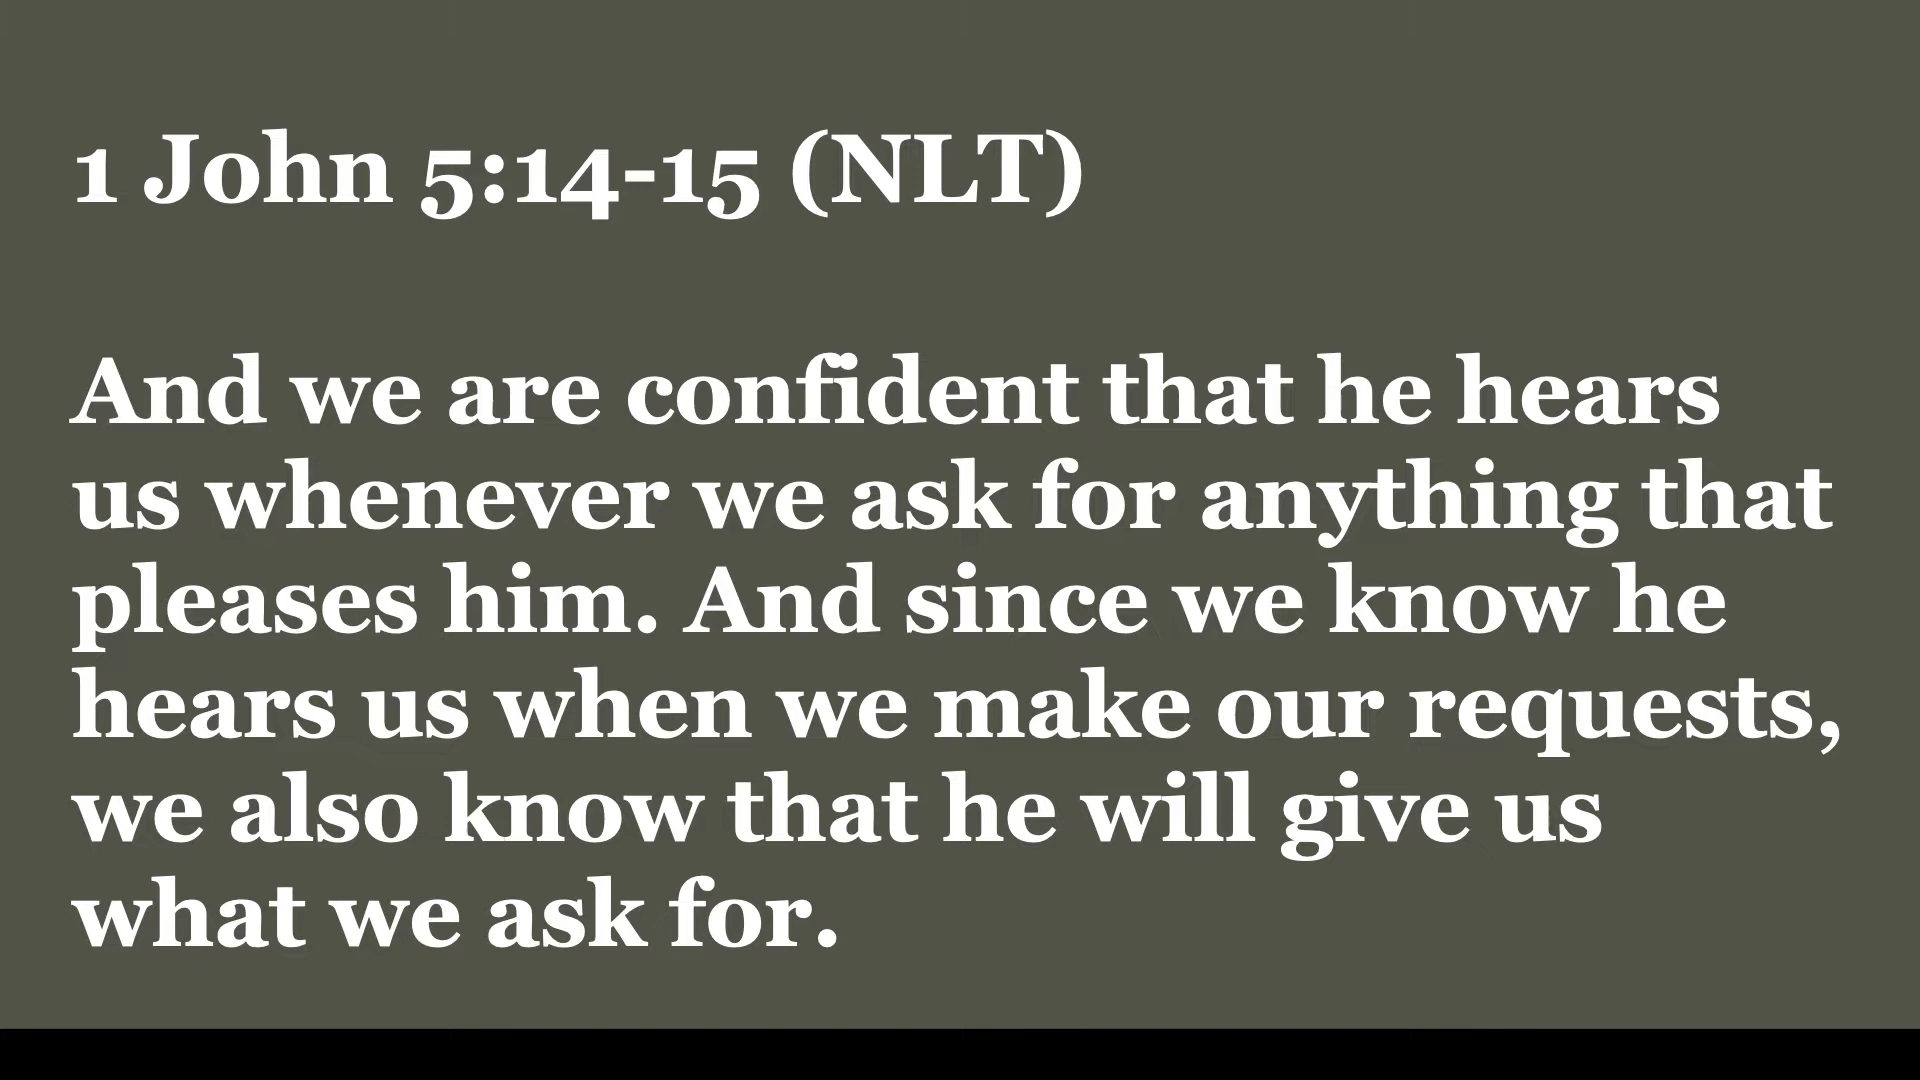 1 John 5:14-15 (NLT)
And we are confident that he hears
us whenever we ask for anything that
pleases him. And since we know he
hears us when we make our requests,
we also know that he will give us
what we ask for.